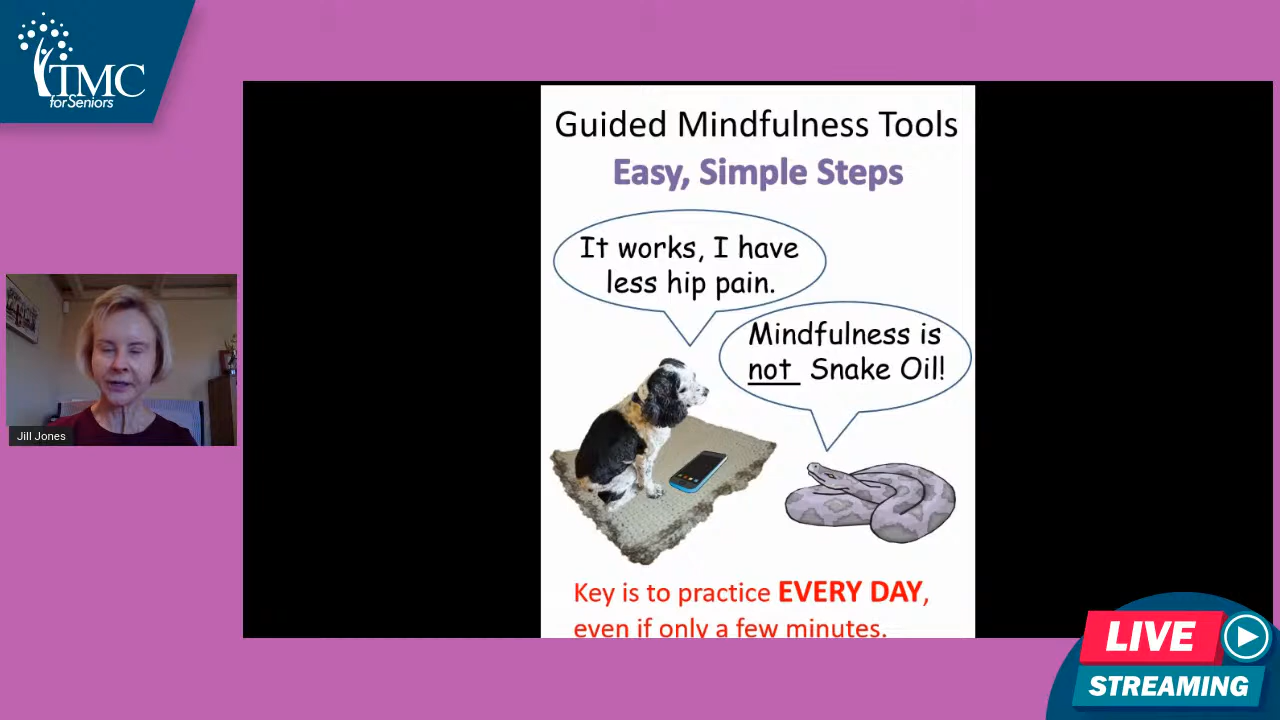 TMC
for Seniors
Guided Mindfulness Tools
Easy, Simple Steps
It works, I have
less hip pain.
Mindfulness is
not Snake Oil!
Jill Jones
Key is to practice EVERY DAY,
even if only a few minutes.
LIVE
STREAMING